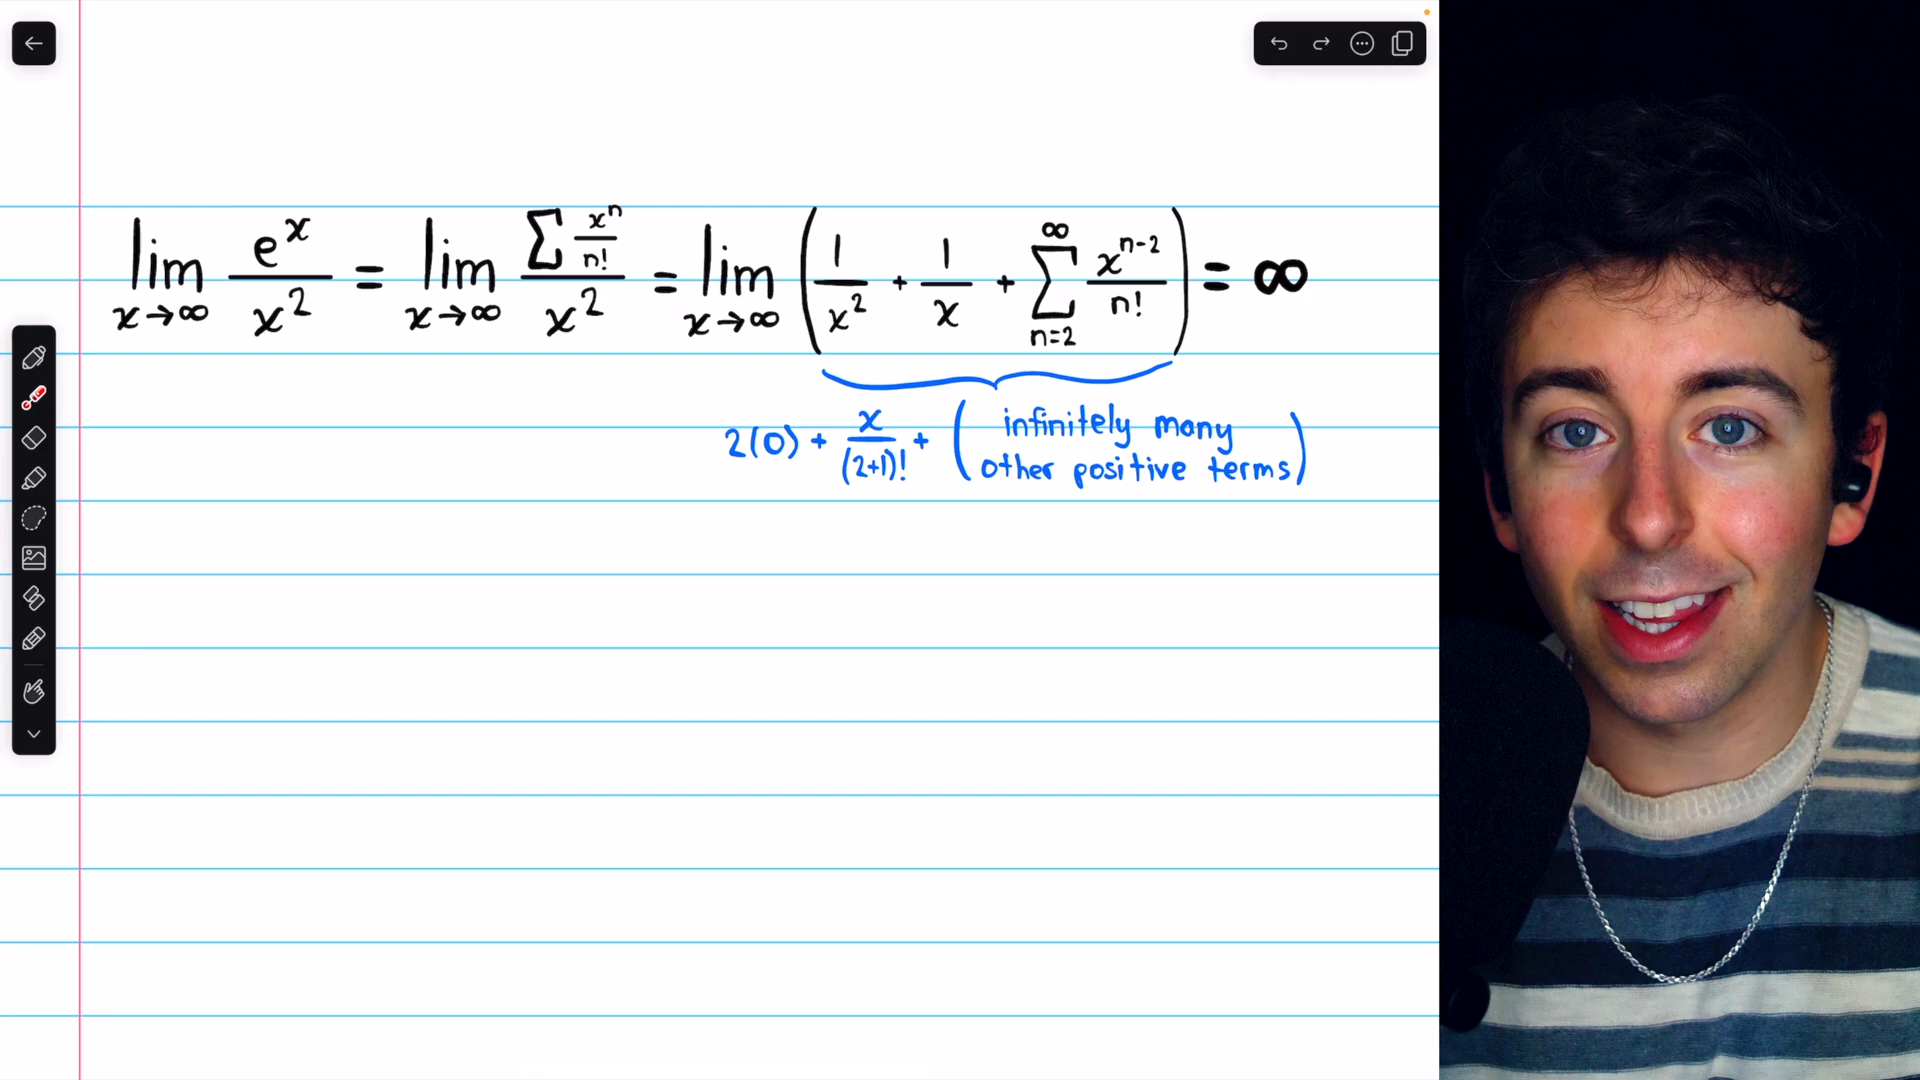 lim x→∞ e^x / x^2 = lim x→∞ ∑ x^n/n! / x^2 = lim x→∞ ( 1/x^2 + 1/x + ∑ n=2 ∞ x^(n-2)/n! ) = ∞
2(0) + x/(2+1)! + ( infinitely many
other positive terms )